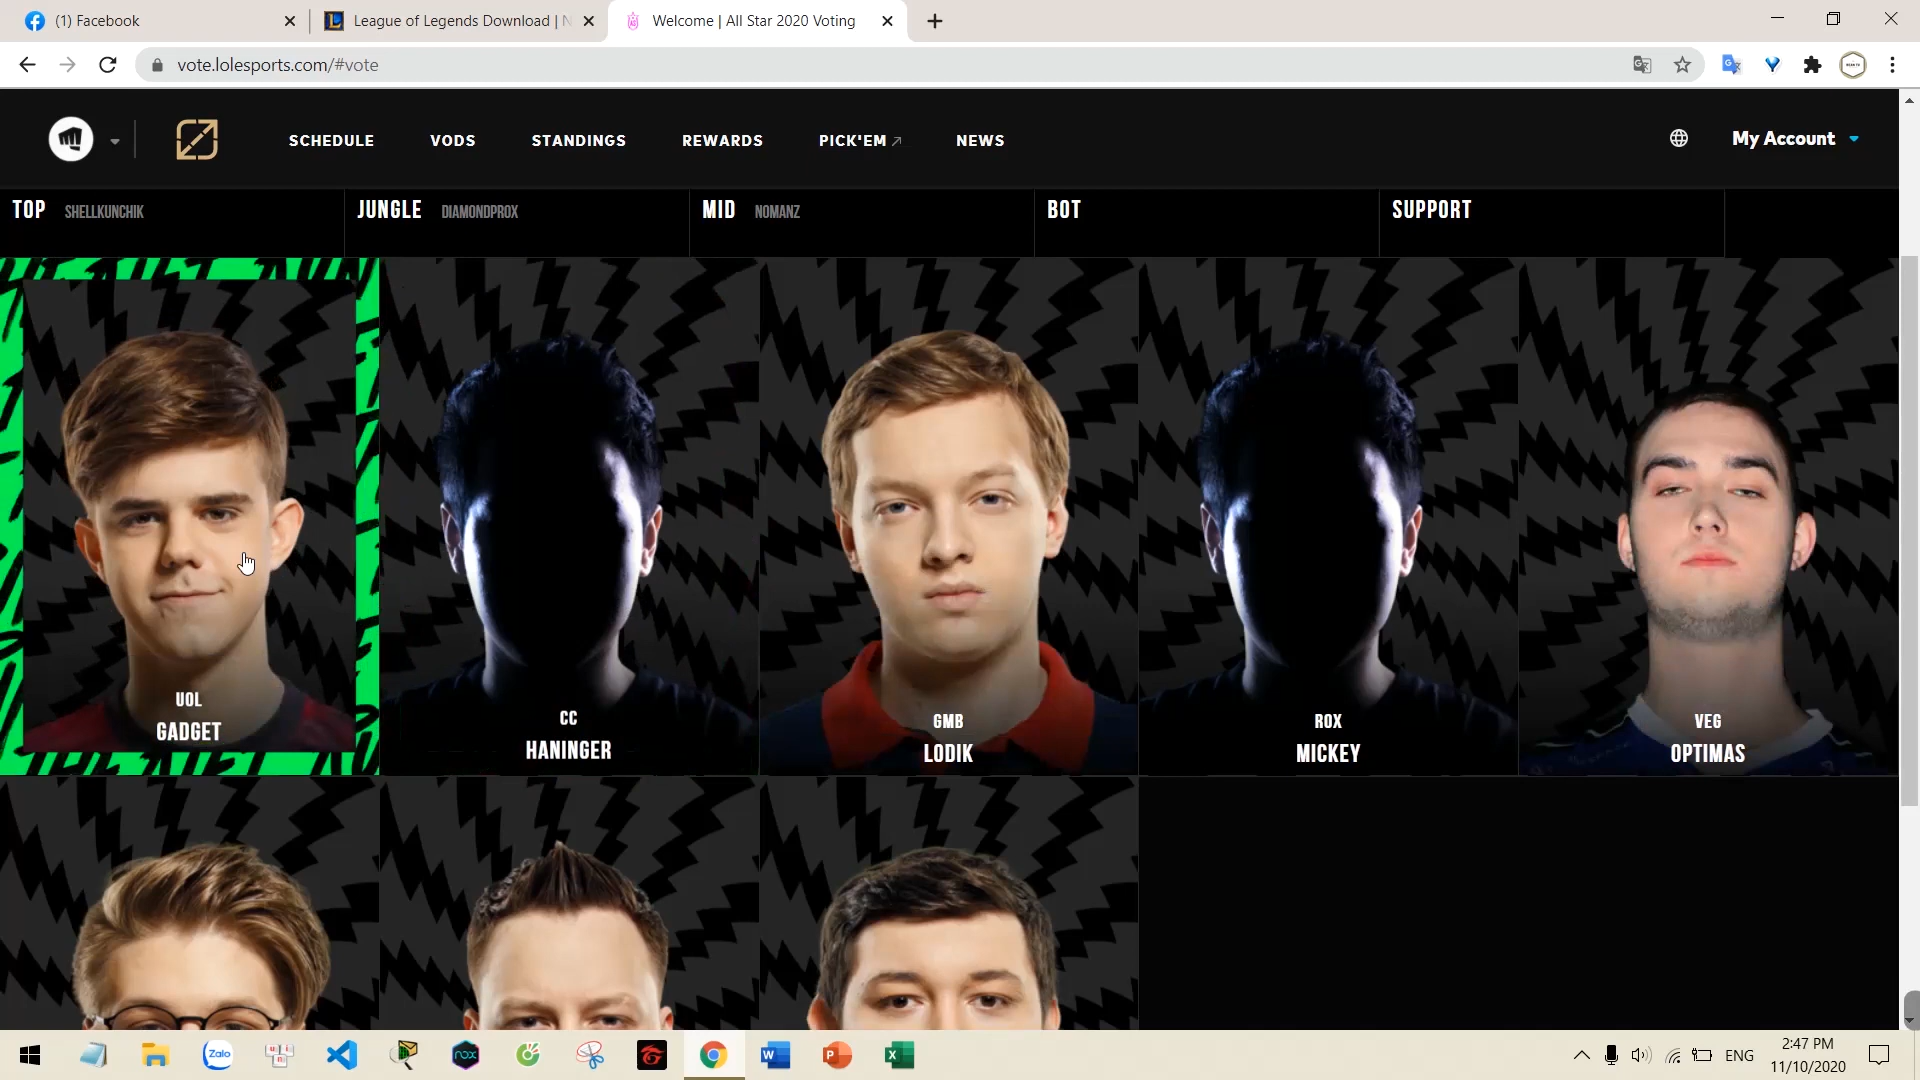 (1) Facebook
League of Legends Download | N
Welcome | All Star 2020 Voting
vote.lolesports.com/#vote
SCHEDULE
VODS
STANDINGS
REWARDS
PICK'EM
NEWS
My Account
TOP SHELLKUNCHIK
JUNGLE DIAMONDPROX
MID NOMANZ
BOT
SUPPORT
UOL
GADGET
CC
HANINGER
GMB
LODIK
ROX
MICKEY
VEG
OPTIMAS
Zalo
nox
ENG
2:47 PM
11/10/2020